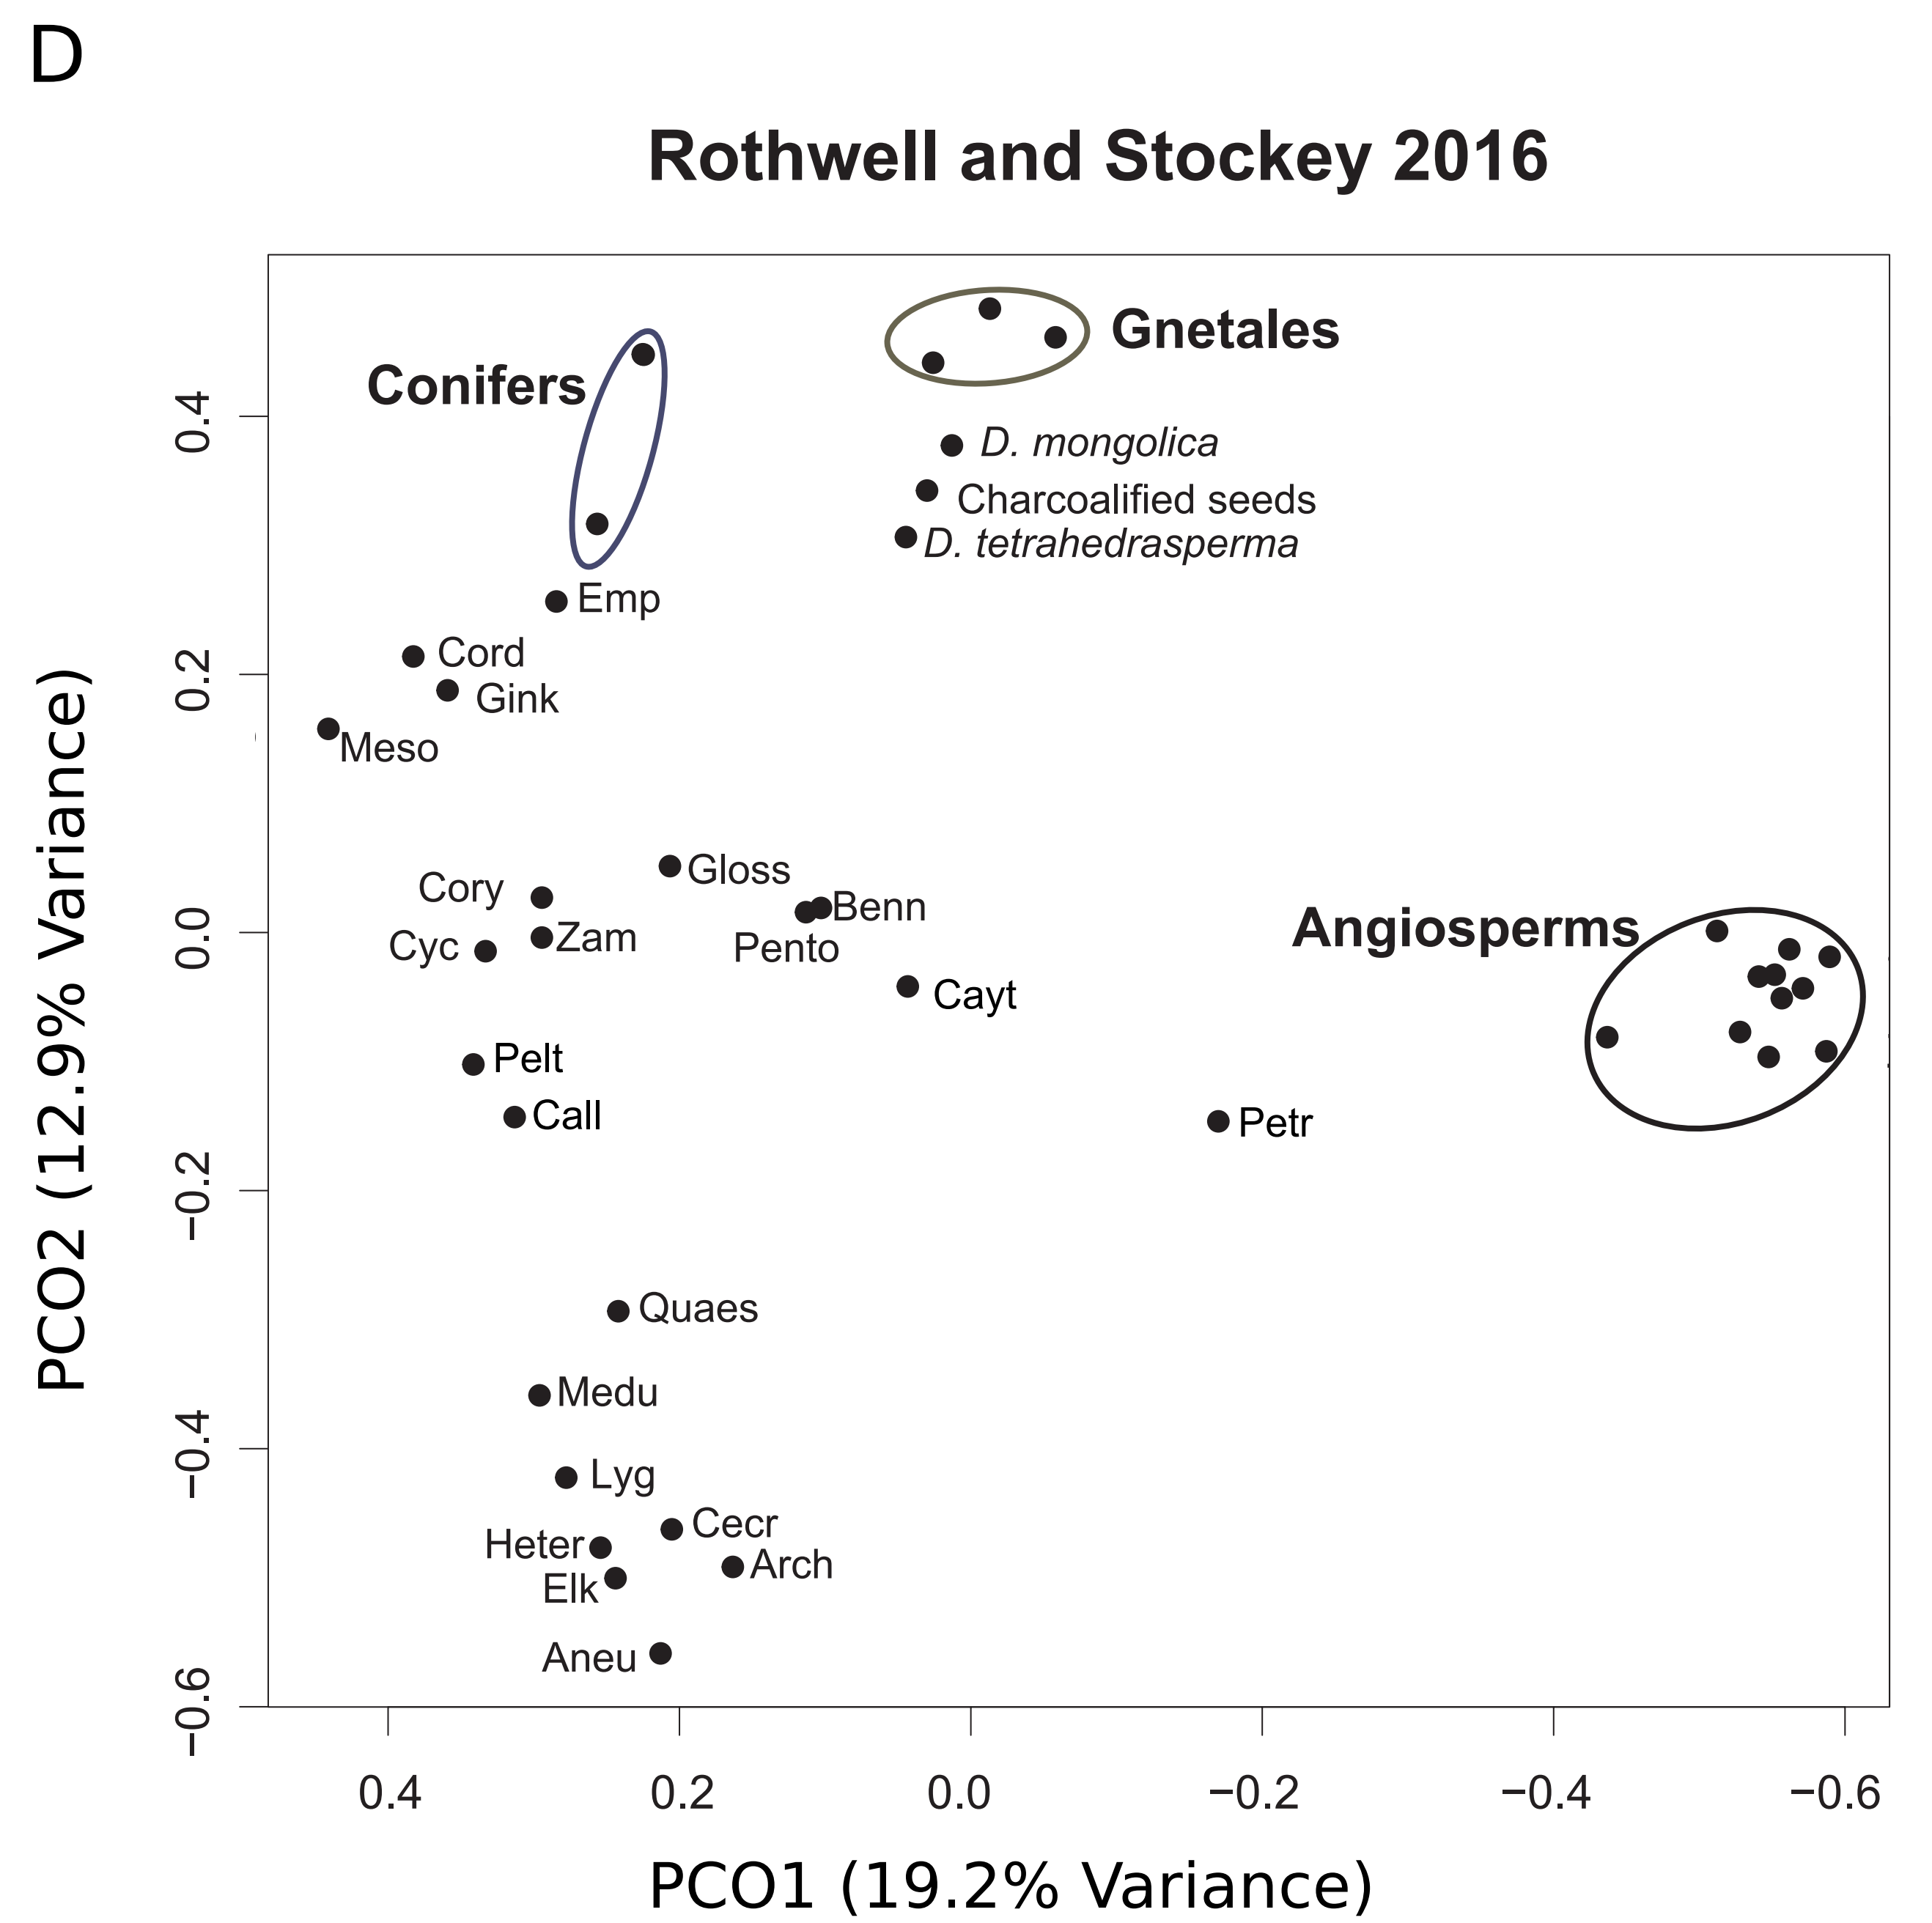 D
Rothwell and Stockey 2016
Gnetales
Conifers
D. mongolica
Charcoalified seeds
D. tetrahedrasperma
Emp
Cord
Gink
Meso
Gloss
Cory
Benn
Zam
Cyc
Pento
Angiosperms
Cayt
Pelt
Call
Petr
Quaes
Medu
Lyg
Cecr
Heter
Arch
Elk
Aneu
0.4
0.2
0.0
−0.2
−0.4
−0.6
PCO2 (12.9% Variance)
0.4 0.2 0.0 −0.2 −0.4 −0.6
PCO1 (19.2% Variance)